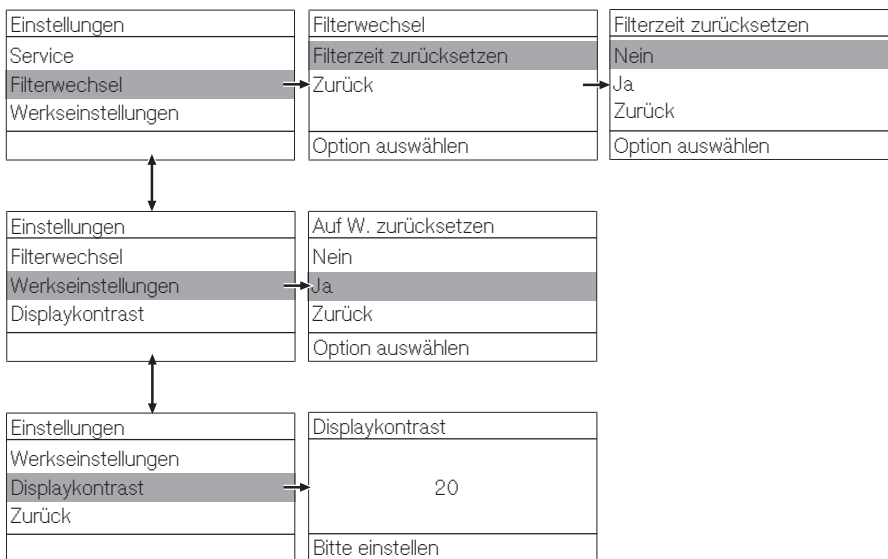 Einstellungen
Service
Filterwechsel
Werkseinstellungen
Filterwechsel
Filterzeit zurücksetzen
Zurück
Option auswählen
Filterzeit zurücksetzen
Nein
Ja
Zurück
Option auswählen
Einstellungen
Filterwechsel
Werkseinstellungen
Displaykontrast
Auf W. zurücksetzen
Nein
Ja
Zurück
Option auswählen
Einstellungen
Werkseinstellungen
Displaykontrast
Zurück
Displaykontrast
20
Bitte einstellen